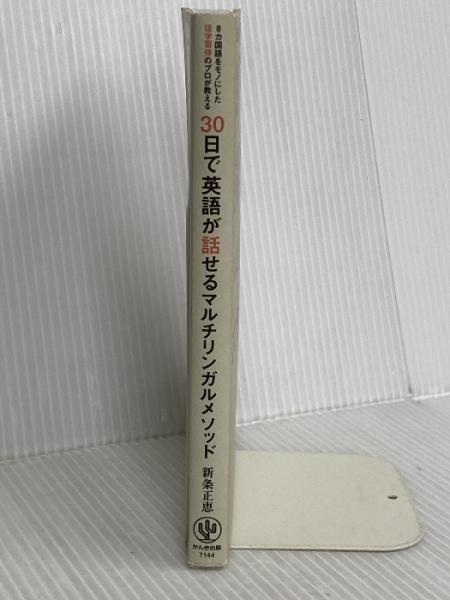 8カ国語をモノにした
語学習得のプロが教える
30日で英語が話せるマルチリンガルメソッド
新条正恵
かんき出版
7144